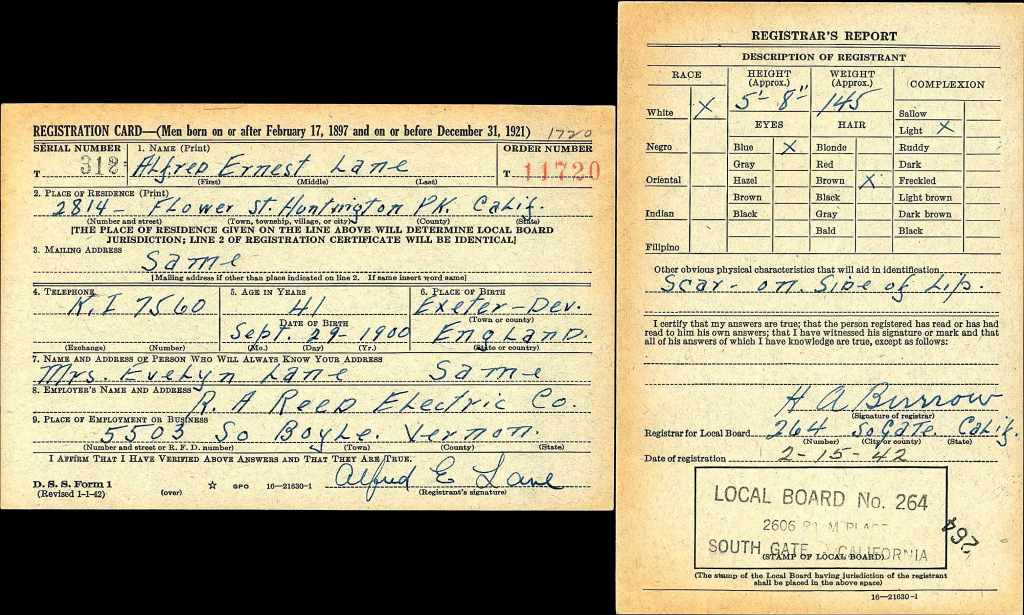 REGISTRATION CARD—(Men born on or after February 17, 1897 and on or before December 31, 1921) 1720
SERIAL NUMBER 1. NAME (Print) ORDER NUMBER
T 312 Alfred Ernest Lane T 11720
(First) (Middle) (Last)
2. PLACE OF RESIDENCE (Print)
2814 - Flower St. Huntington Pk. Calif.
(Number and street) (Town, township, village, or city) (County) (State)
[THE PLACE OF RESIDENCE GIVEN ON THE LINE ABOVE WILL DETERMINE LOCAL BOARD
JURISDICTION; LINE 2 OF REGISTRATION CERTIFICATE WILL BE IDENTICAL]
3. MAILING ADDRESS
Same
[Mailing address if other than place indicated on line 2. If same insert word same]
4. TELEPHONE 5. AGE IN YEARS 6. PLACE OF BIRTH
K.I 7560 41 Exeter-Dev.
DATE OF BIRTH (Town or county)
Sept. 29-1900 England.
(Exchange) (Number) (Mo.) (Day) (Yr.) (State or country)
7. NAME AND ADDRESS OF PERSON WHO WILL ALWAYS KNOW YOUR ADDRESS
Mrs. Evelyn Lane Same
8. EMPLOYER'S NAME AND ADDRESS
R. A Reed Electric Co.
9. PLACE OF EMPLOYMENT OR BUSINESS
5503 So Boyle. Vernon.
(Number and street or R. F. D. number) (Town) (County) (State)
I AFFIRM THAT I HAVE VERIFIED ABOVE ANSWERS AND THAT THEY ARE TRUE.
Alfred E Lane
D. S. S. Form 1
(Revised 1-1-42) (over) ☆ GPO 16—21630-1 (Registrant's signature)
REGISTRAR'S REPORT
DESCRIPTION OF REGISTRANT
RACE HEIGHT (Approx.) WEIGHT (Approx.) COMPLEXION
White X 5'- 8" 145 Sallow
EYES HAIR Light X
Negro Blue X Blonde Ruddy
Gray Red Dark
Oriental Hazel Brown X Freckled
Brown Black Light brown
Indian Black Gray Dark brown
Bald Black
Filipino
Other obvious physical characteristics that will aid in identification
Scar - on. Side of Lip.
I certify that my answers are true; that the person registered has read or has had
read to him his own answers; that I have witnessed his signature or mark and that
all of his answers of which I have knowledge are true, except as follows:
H A Burrow
(Signature of registrar)
Registrar for Local Board 264 So Gate. Calif.
(Number) (City or county) (State)
Date of registration 2-15-42
LOCAL BOARD No. 264
2606 PLACE
SOUTH GATE CALIFORNIA
264
(STAMP OF LOCAL BOARD)
(The stamp of the Local Board having jurisdiction of the registrant
shall be placed in the above space)
16—21630-1